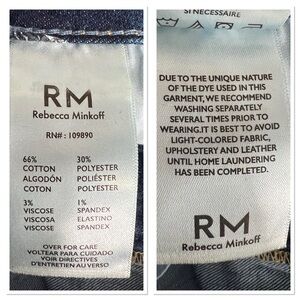 RM
Rebecca Minkoff
RN# : 109890
66% 30%
COTTON POLYESTER
ALGODÓN POLIÉSTER
COTON POLYESTER
3% 1%
VISCOSE SPANDEX
VISCOSA ELASTINO
VISCOSE SPANDEX
OVER FOR CARE
VOLTEAR PARA CUIDADO
VOIR DIRECTIVES
D'ENTRETIEN AU VERSO
SI NÉCESSAIRE
DUE TO THE UNIQUE NATURE
OF THE DYE USED IN THIS
GARMENT, WE RECOMMEND
WASHING SEPARATELY
SEVERAL TIMES PRIOR TO
WEARING. IT IS BEST TO AVOID
LIGHT-COLORED FABRIC,
UPHOLSTERY AND LEATHER
UNTIL HOME LAUNDERING
HAS BEEN COMPLETED.
RM
Rebecca Minkoff